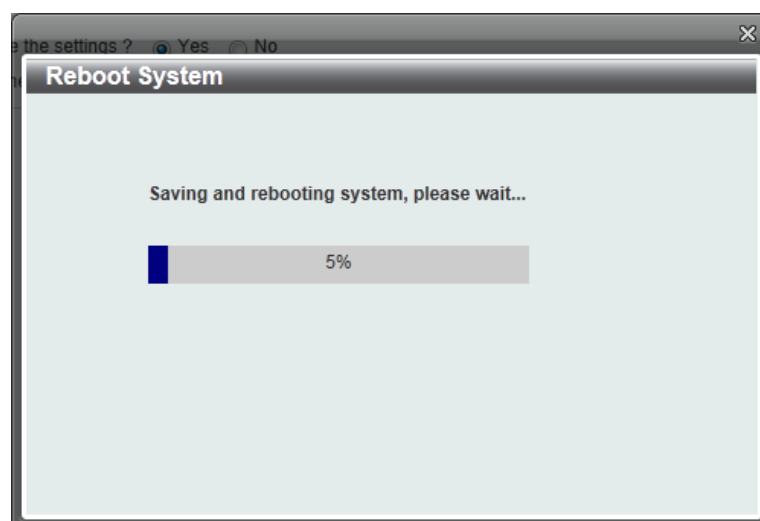 the settings ? Yes No
Reboot System
Saving and rebooting system, please wait...
5%